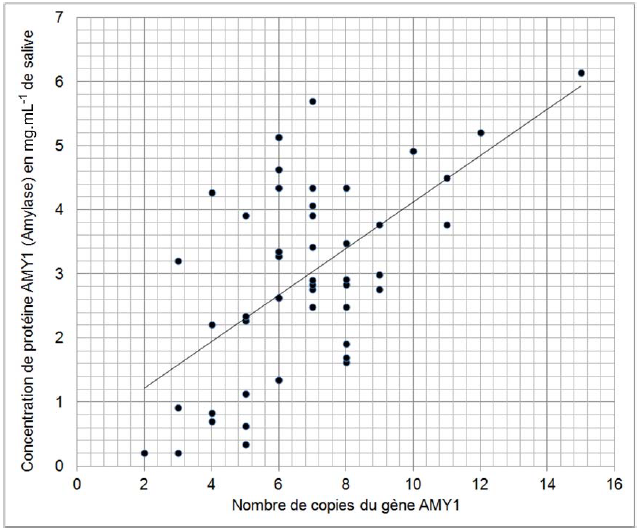 Concentration de protéine AMY1 (Amylase) en mg.mL-1 de salive
7
6
5
4
3
2
1
0
0 2 4 6 8 10 12 14 16
Nombre de copies du gène AMY1